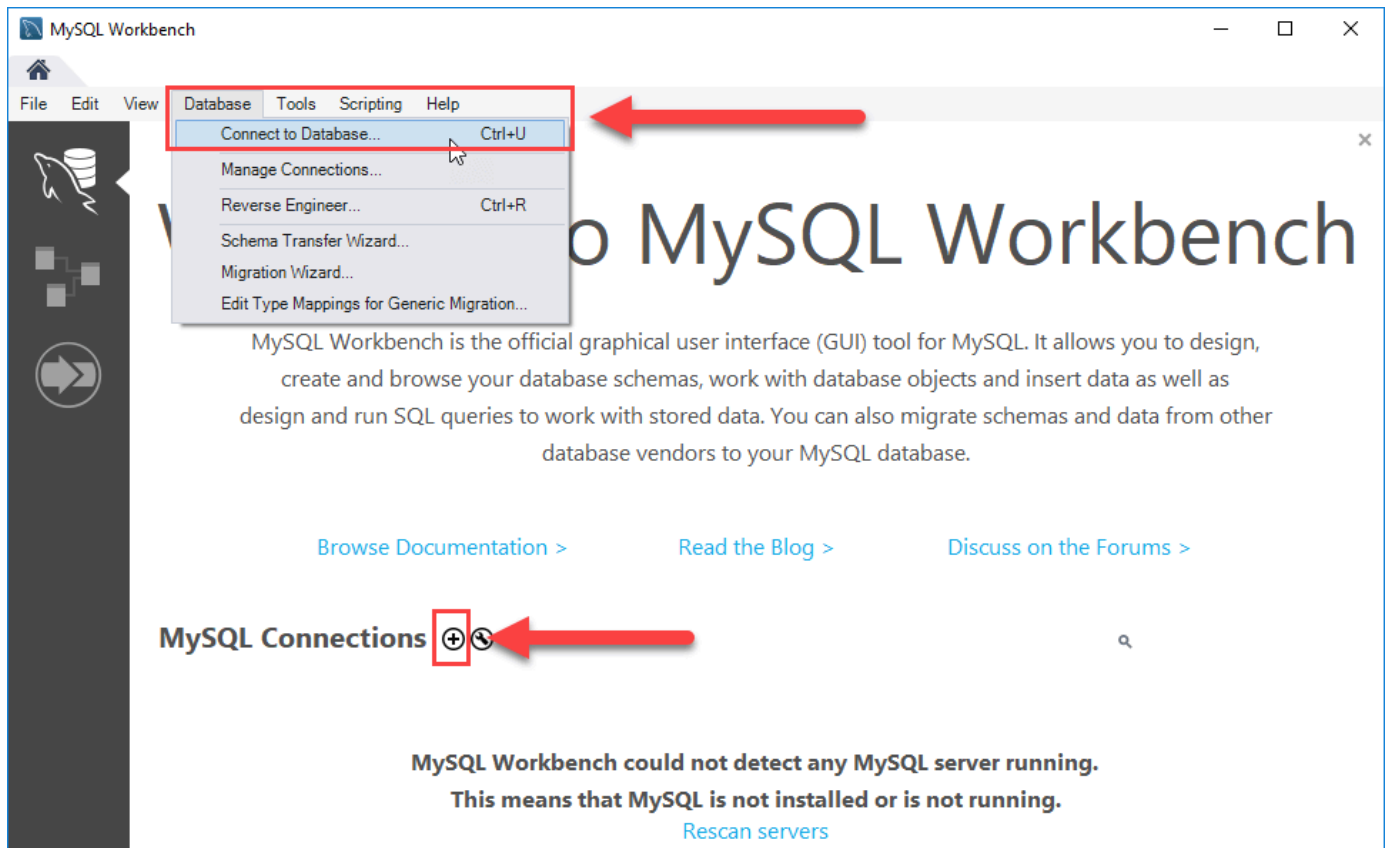 MySQL Workbench
File Edit View Database Tools Scripting Help
Connect to Database... Ctrl+U
Manage Connections...
Reverse Engineer... Ctrl+R
Schema Transfer Wizard...
Migration Wizard...
Edit Type Mappings for Generic Migration...
o MySQL Workbench
MySQL Workbench is the official graphical user interface (GUI) tool for MySQL. It allows you to design,
create and browse your database schemas, work with database objects and insert data as well as
design and run SQL queries to work with stored data. You can also migrate schemas and data from other
database vendors to your MySQL database.
Browse Documentation > Read the Blog > Discuss on the Forums >
MySQL Connections
MySQL Workbench could not detect any MySQL server running.
This means that MySQL is not installed or is not running.
Rescan servers